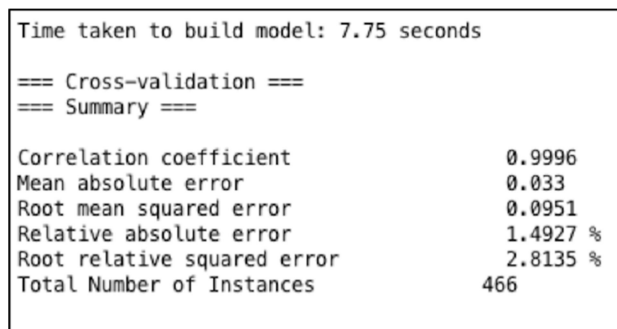 Time taken to build model: 7.75 seconds
=== Cross-validation ===
=== Summary ===
Correlation coefficient 0.9996
Mean absolute error 0.033
Root mean squared error 0.0951
Relative absolute error 1.4927 %
Root relative squared error 2.8135 %
Total Number of Instances 466